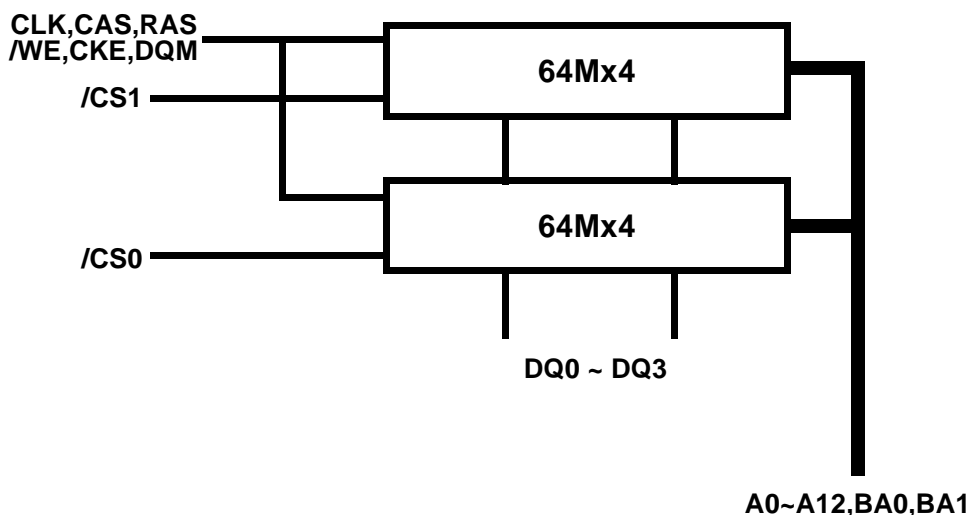 CLK,CAS,RAS
/WE,CKE,DQM
64Mx4
/CS1
64Mx4
/CS0
DQ0 ~ DQ3
A0~A12,BA0,BA1